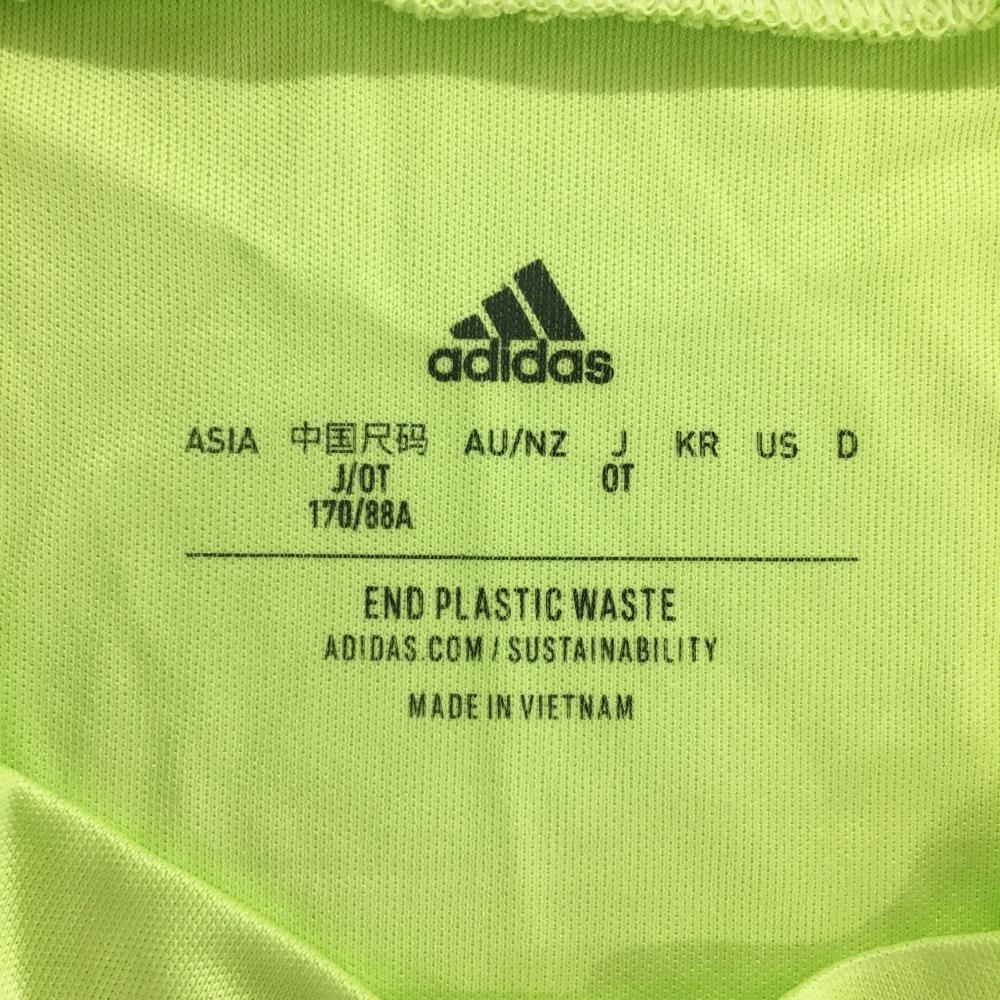 adidas
ASIA 中国尺码 AU/NZ J KR US D
J/OT OT
170/88A
END PLASTIC WASTE
ADIDAS.COM / SUSTAINABILITY
MADE IN VIETNAM